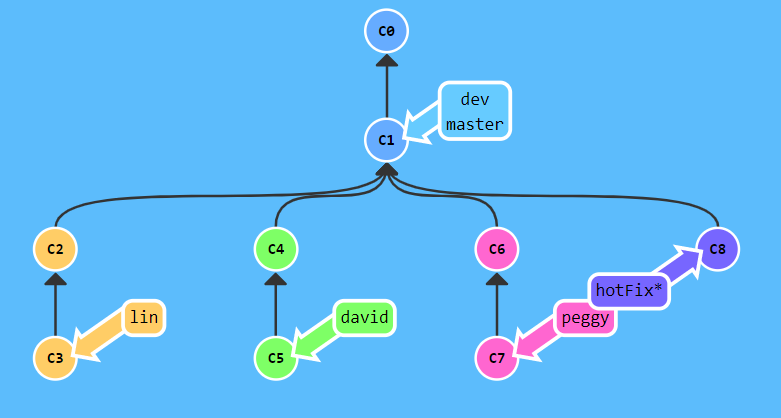 C0
dev
master
C1
C2
C4
C6
C8
hotFix*
lin
david
peggy
C3
C5
C7